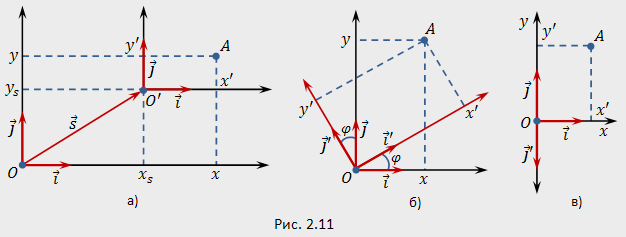 y y' A
y_s j⃗ x'
O' i⃗
j⃗ s⃗
O i⃗ x_s x
а)
y A
y' j⃗' φ j⃗ i⃗' x'
φ
O i⃗ x
б)
y y' A
j⃗ x'
O i⃗ x
j⃗'
в)
Рис. 2.11